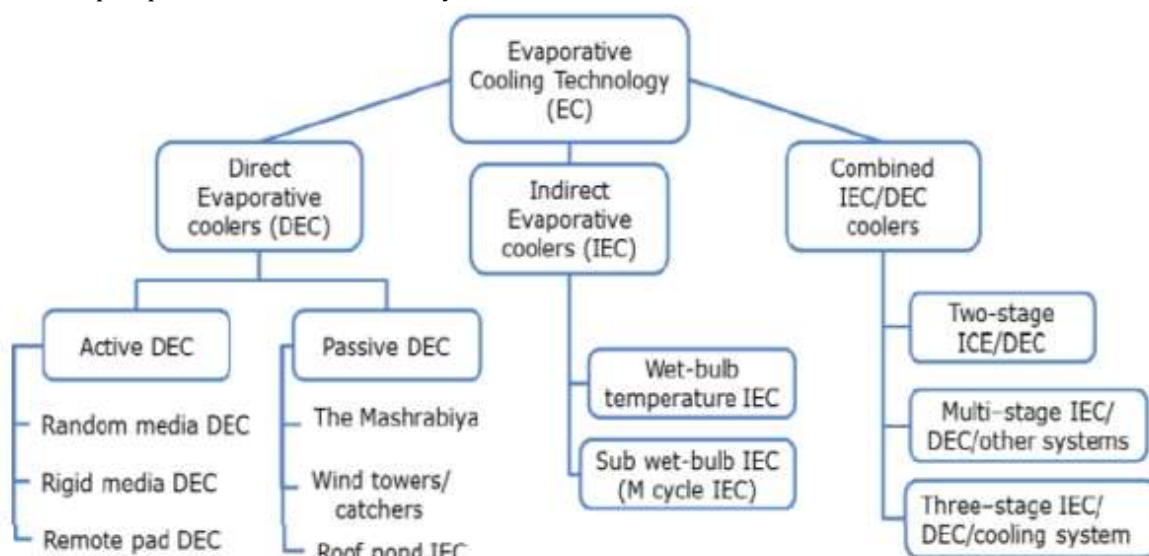 Evaporative
Cooling Technology
(EC)
Direct
Evaporative
coolers (DEC)
Indirect
Evaporative
coolers (IEC)
Combined
IEC/DEC
coolers
Active DEC
Passive DEC
Random media DEC
Rigid media DEC
Remote pad DEC
The Mashrabiya
Wind towers/
catchers
Roof pond IEC
Wet-bulb
temperature IEC
Sub wet-bulb IEC
(M cycle IEC)
Two-stage
ICE/DEC
Multi-stage IEC/
DEC/other systems
Three-stage IEC/
DEC/cooling system